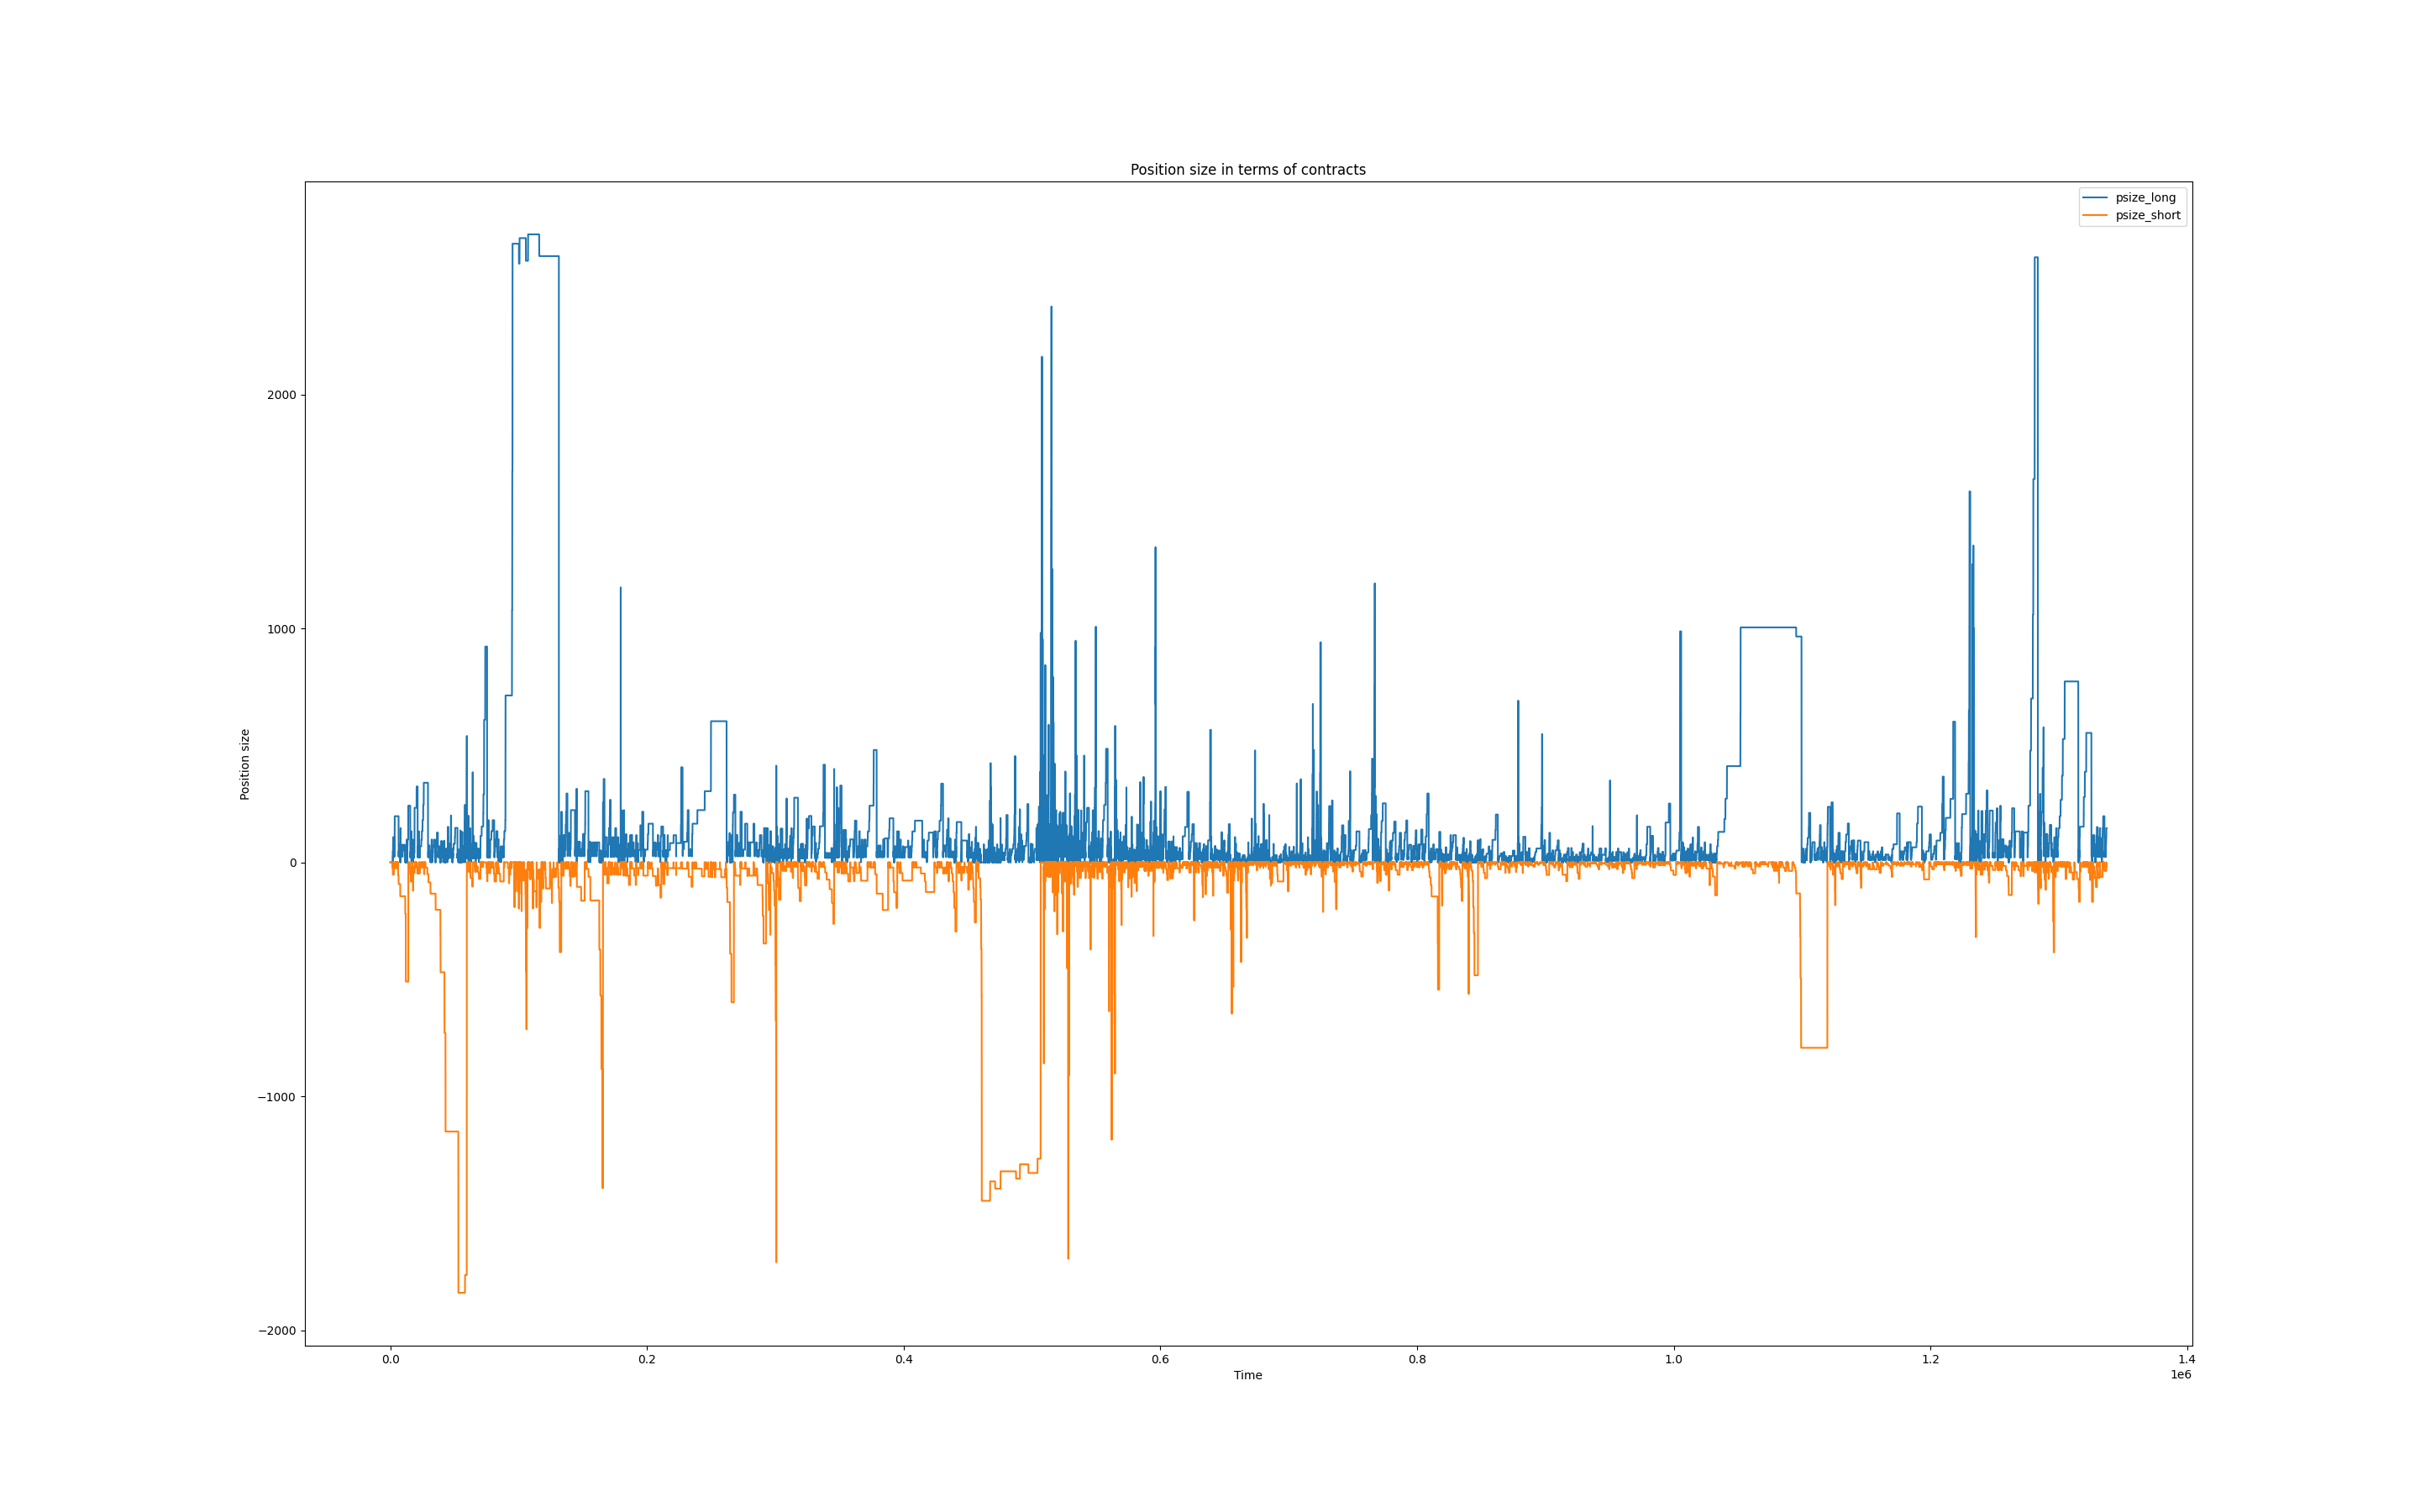 Position size in terms of contracts
psize_long
psize_short
Position size
2000
1000
0
−1000
−2000
0.0
0.2
0.4
0.6
0.8
1.0
1.2
1.4
Time
1e6